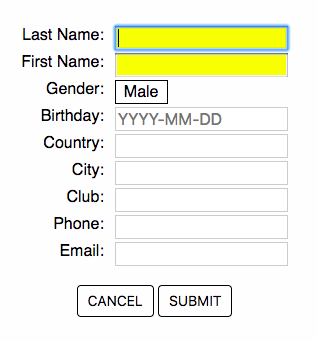 Last Name:
First Name:
Gender: Male
Birthday: YYYY-MM-DD
Country:
City:
Club:
Phone:
Email:
CANCEL SUBMIT